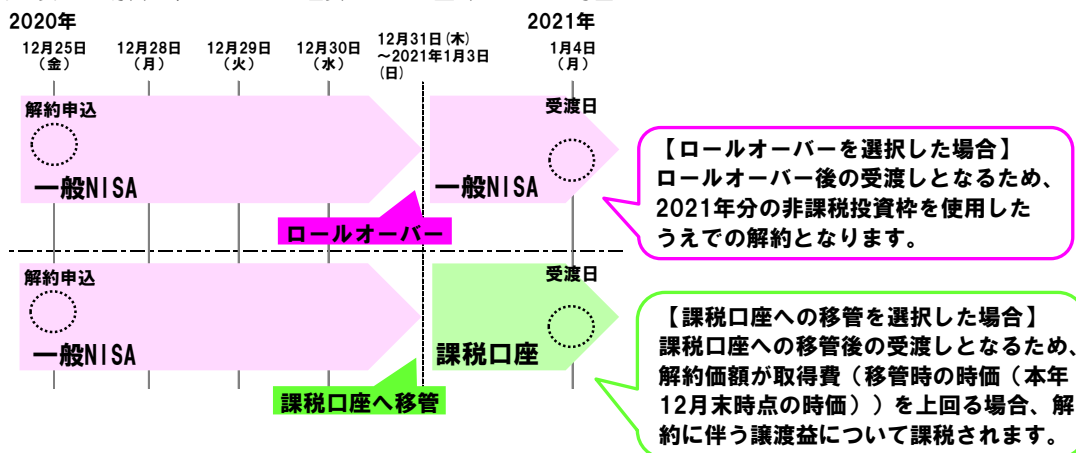 2020年
2021年
12月25日
(金)
12月28日
(月)
12月29日
(火)
12月30日
(水)
12月31日(木)
～2021年1月3日
(日)
1月4日
(月)
解約申込
一般NISA
ロールオーバー
受渡日
一般NISA
【ロールオーバーを選択した場合】
ロールオーバー後の受渡しとなるため、
2021年分の非課税投資枠を使用した
うえでの解約となります。
解約申込
一般NISA
課税口座へ移管
受渡日
課税口座
【課税口座への移管を選択した場合】
課税口座への移管後の受渡しとなるため、
解約価額が取得費（移管時の時価（本年
12月末時点の時価））を上回る場合、解
約に伴う譲渡益について課税されます。